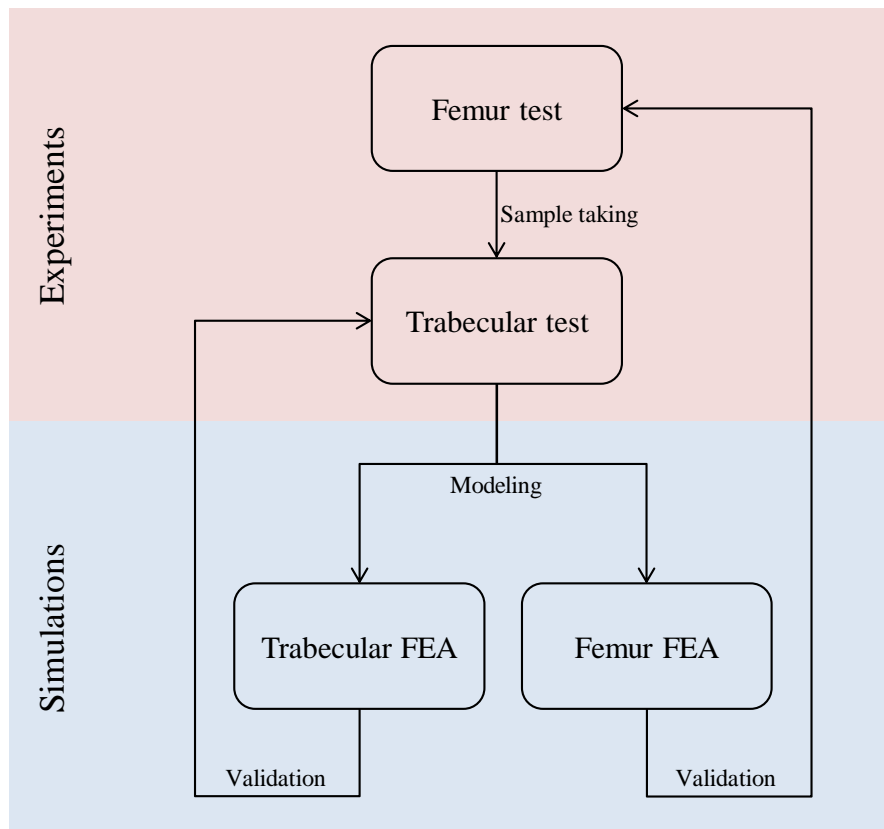 Experiments
Femur test
Sample taking
Trabecular test
Simulations
Modeling
Trabecular FEA
Femur FEA
Validation
Validation